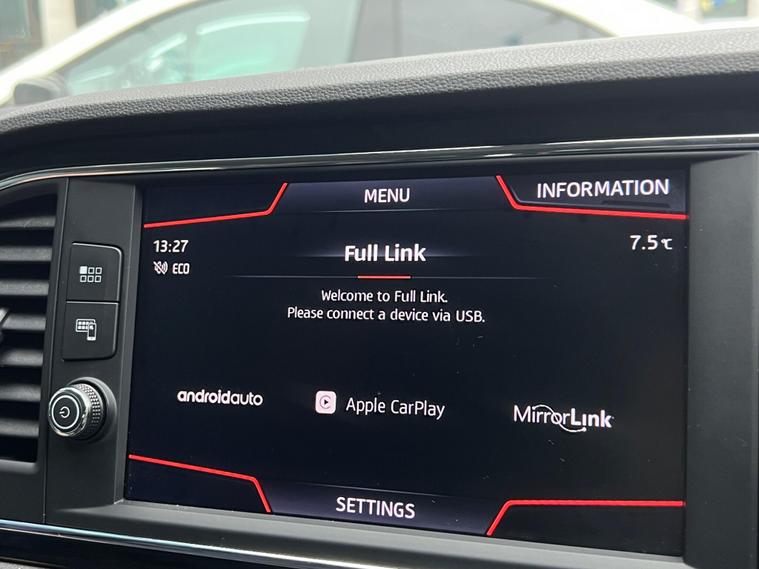 MENU
INFORMATION
13:27
7.5°C
ECO
Full Link
Welcome to Full Link.
Please connect a device via USB.
androidauto
Apple CarPlay
MirrorLink
SETTINGS